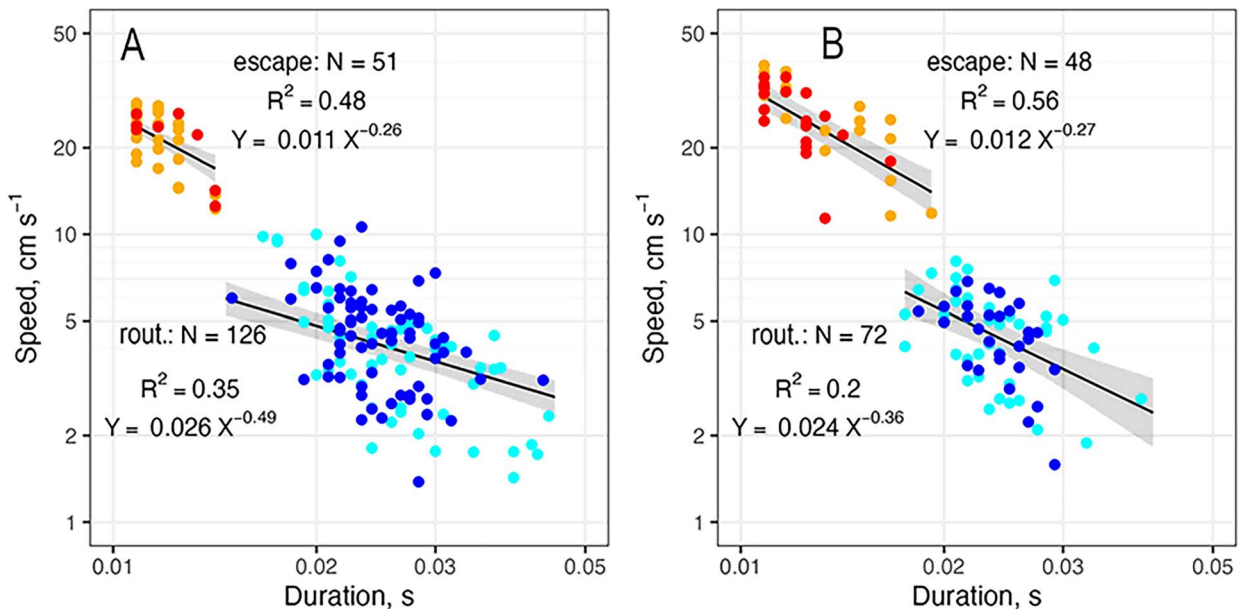 A
escape: N = 51
R² = 0.48
Y = 0.011 X⁻⁰·²⁶
rout.: N = 126
R² = 0.35
Y = 0.026 X⁻⁰·⁴⁹
Speed, cm s⁻¹
50
20
10
5
2
1
0.01
0.02
0.03
0.05
Duration, s
B
escape: N = 48
R² = 0.56
Y = 0.012 X⁻⁰·²⁷
rout.: N = 72
R² = 0.2
Y = 0.024 X⁻⁰·³⁶
Speed, cm s⁻¹
50
20
10
5
2
1
0.01
0.02
0.03
0.05
Duration, s